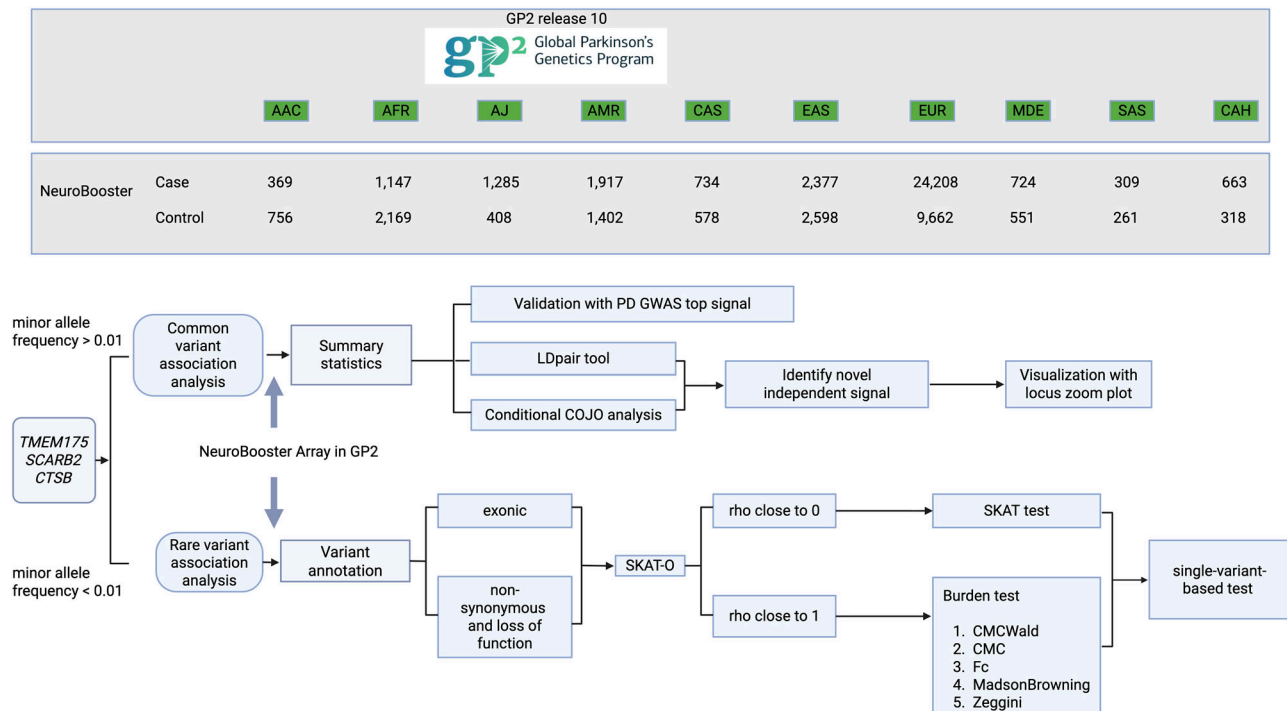 GP2 release 10
gp2 Global Parkinson's
Genetics Program
AAC AFR AJ AMR CAS EAS EUR MDE SAS CAH
NeuroBooster
Case 369 1,147 1,285 1,917 734 2,377 24,208 724 309 663
Control 756 2,169 408 1,402 578 2,598 9,662 551 261 318
minor allele
frequency > 0.01
Common
variant
association
analysis
Summary
statistics
Validation with PD GWAS top signal
LDpair tool
Conditional COJO analysis
Identify novel
independent signal
Visualization with
locus zoom plot
TMEM175
SCARB2
CTSB
NeuroBooster Array in GP2
minor allele
frequency < 0.01
Rare variant
association
analysis
Variant
annotation
exonic
non-
synonymous
and loss of
function
SKAT-O
rho close to 0
rho close to 1
SKAT test
Burden test
1. CMCWald
2. CMC
3. Fc
4. MadsonBrowning
5. Zeggini
single-variant-
based test